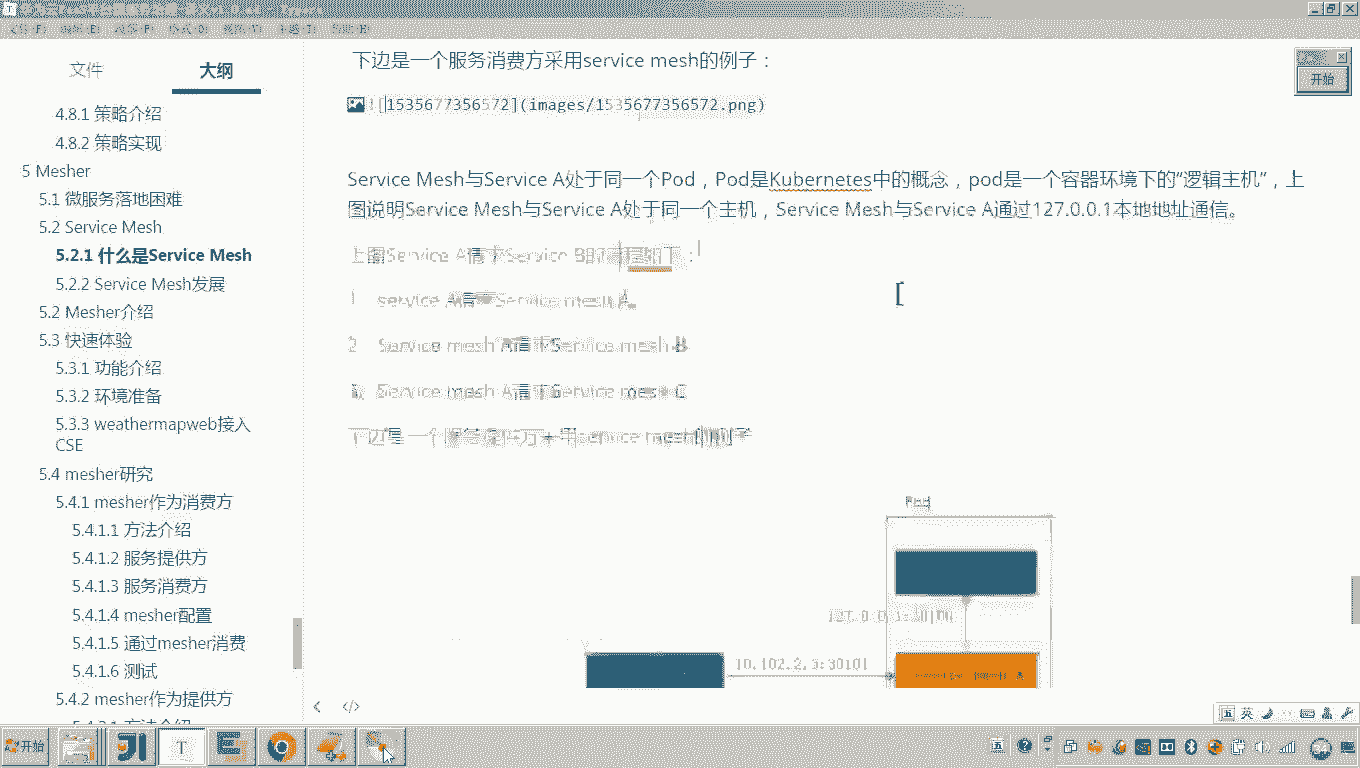 文件
大纲
4.8.1 策略介绍
4.8.2 策略实现
5 Mesher
5.1 微服务落地困难
5.2 Service Mesh
5.2.1 什么是Service Mesh
5.2.2 Service Mesh发展
5.2 Mesher介绍
5.3 快速体验
5.3.1 功能介绍
5.3.2 环境准备
5.3.3 weathermapweb接入
CSE
5.4 mesher研究
5.4.1 mesher作为消费方
5.4.1.1 方法介绍
5.4.1.2 服务提供方
5.4.1.3 服务消费方
5.4.1.4 mesher配置
5.4.1.5 通过mesher消费
5.4.1.6 测试
5.4.2 mesher作为提供方
下边是一个服务消费方采用service mesh的例子：
![1535677356572](images/1535677356572.png)
Service Mesh与Service A处于同一个Pod，Pod是Kubernetes中的概念，pod是一个容器环境下的“逻辑主机”，上
图说明Service Mesh与Service A处于同一个主机，Service Mesh与Service A通过127.0.0.1本地地址通信。
上图Service A请求Service B的流程如下：
1 service A请求Service mesh A。
2 Service mesh A请求Service mesh B
Service mesh A请求Service mesh C
下边是一个服务提供方采用service mesh的例子
Pod
10.102.2.3:30101
开始
英
开始